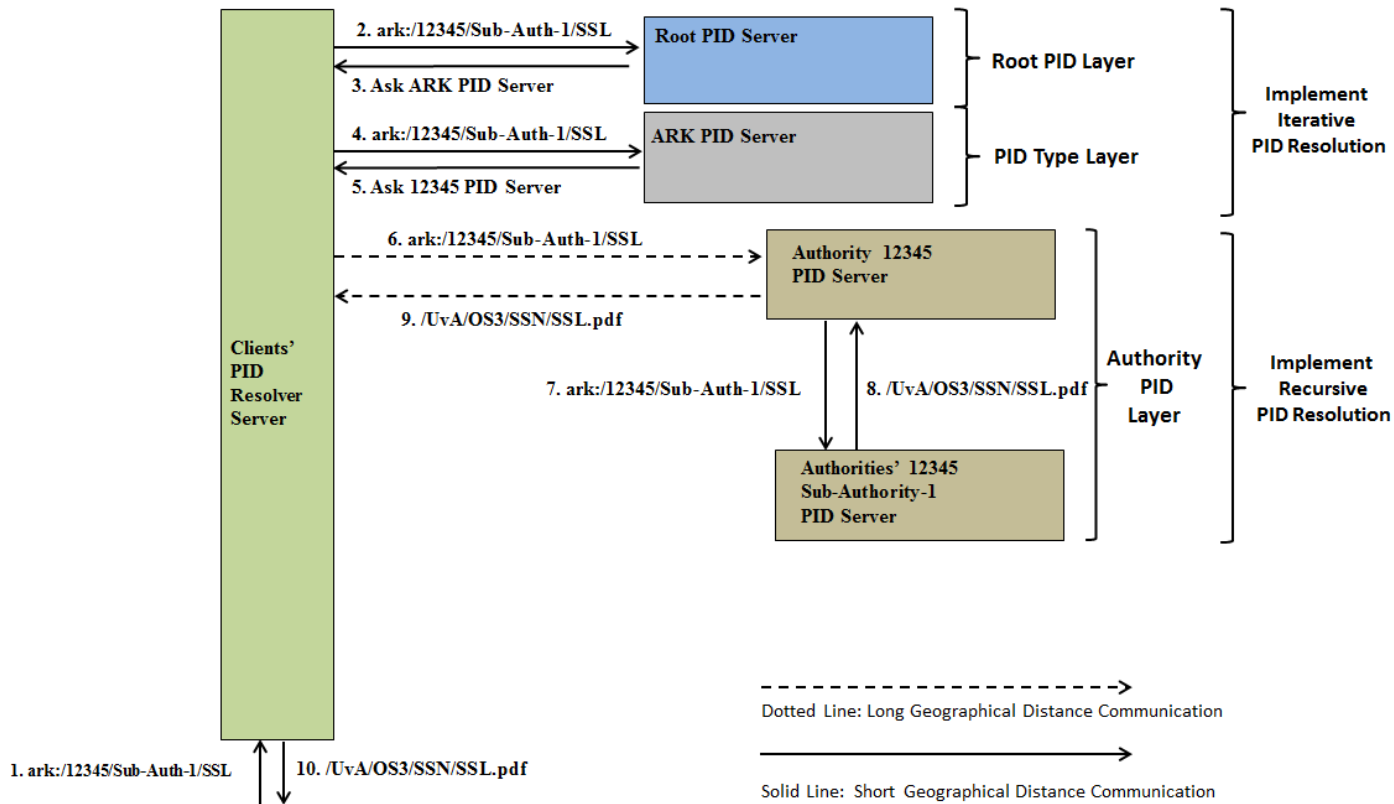 2. ark:/12345/Sub-Auth-1/SSL
Root PID Server
3. Ask ARK PID Server
Root PID Layer
4. ark:/12345/Sub-Auth-1/SSL
ARK PID Server
5. Ask 12345 PID Server
PID Type Layer
Implement
Iterative
PID Resolution
6. ark:/12345/Sub-Auth-1/SSL
Authority 12345
PID Server
9. /UvA/OS3/SSN/SSL.pdf
Clients’
PID
Resolver
Server
7. ark:/12345/Sub-Auth-1/SSL
8. /UvA/OS3/SSN/SSL.pdf
Authority
PID
Layer
Implement
Recursive
PID Resolution
Authorities’ 12345
Sub-Authority-1
PID Server
Dotted Line: Long Geographical Distance Communication
1. ark:/12345/Sub-Auth-1/SSL
10. /UvA/OS3/SSN/SSL.pdf
Solid Line: Short Geographical Distance Communication